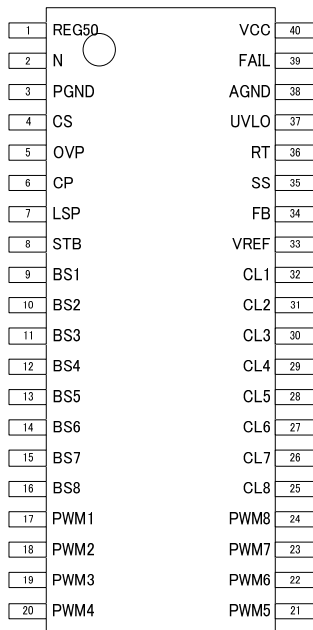 1 REG50 VCC 40
2 N FAIL 39
3 PGND AGND 38
4 CS UVLO 37
5 OVP RT 36
6 CP SS 35
7 LSP FB 34
8 STB VREF 33
9 BS1 CL1 32
10 BS2 CL2 31
11 BS3 CL3 30
12 BS4 CL4 29
13 BS5 CL5 28
14 BS6 CL6 27
15 BS7 CL7 26
16 BS8 CL8 25
17 PWM1 PWM8 24
18 PWM2 PWM7 23
19 PWM3 PWM6 22
20 PWM4 PWM5 21